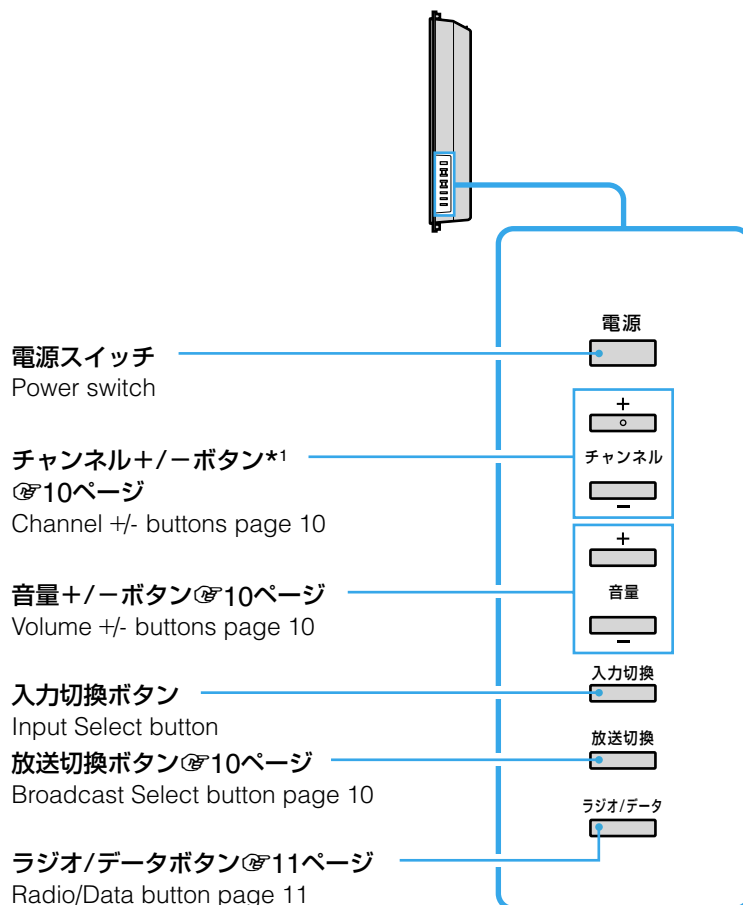 電源スイッチ
Power switch
チャンネル＋/－ボタン*1
☞10ページ
Channel +/- buttons page 10
音量＋/－ボタン☞10ページ
Volume +/- buttons page 10
入力切換ボタン
Input Select button
放送切換ボタン☞10ページ
Broadcast Select button page 10
ラジオ/データボタン☞11ページ
Radio/Data button page 11
電源
+
チャンネル
−
+
音量
−
入力切換
放送切換
ラジオ/データ